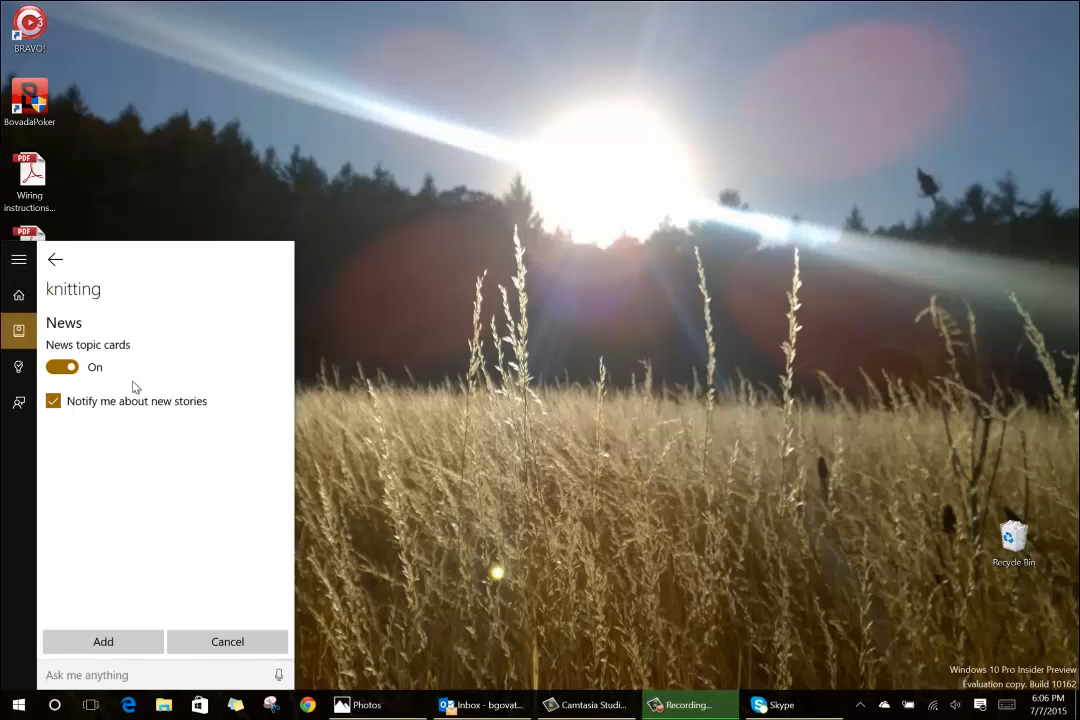 BRAVO!
BovadaPoker
PDF
Wiring
instructions...
PDF
knitting
News
News topic cards
On
Notify me about new stories
Add
Cancel
Ask me anything
Recycle Bin
Windows 10 Pro Insider Preview
Evaluation copy. Build 10162
Photos
Inbox - bgovat...
Camtasia Studi...
Recording...
Skype
6:06 PM
7/7/2015